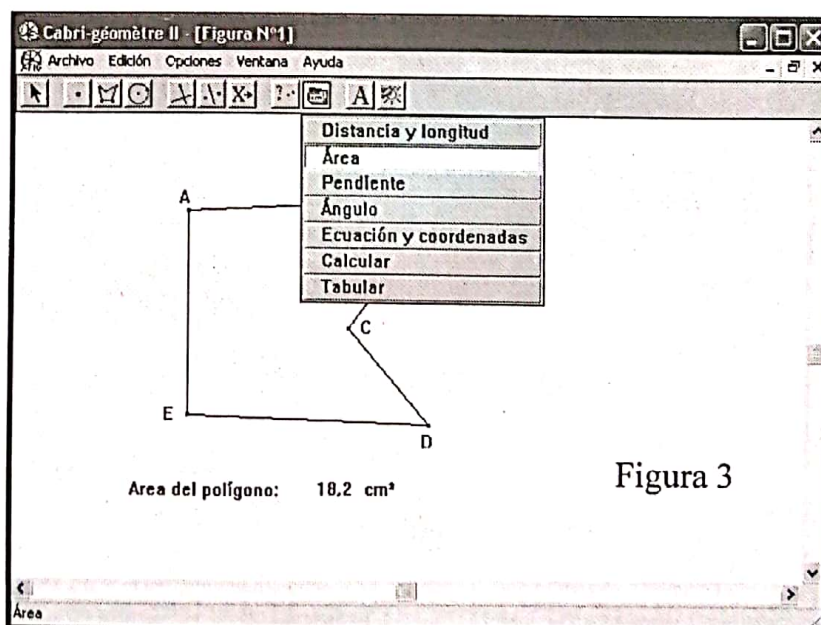 Cabri-géomètre II - [Figura Nº1]
Archivo Edición Opciones Ventana Ayuda
A
Distancia y longitud
Área
Pendiente
Ángulo
Ecuación y coordenadas
Calcular
Tabular
A
C
E
D
Area del polígono: 18,2 cm²
Figura 3
Área